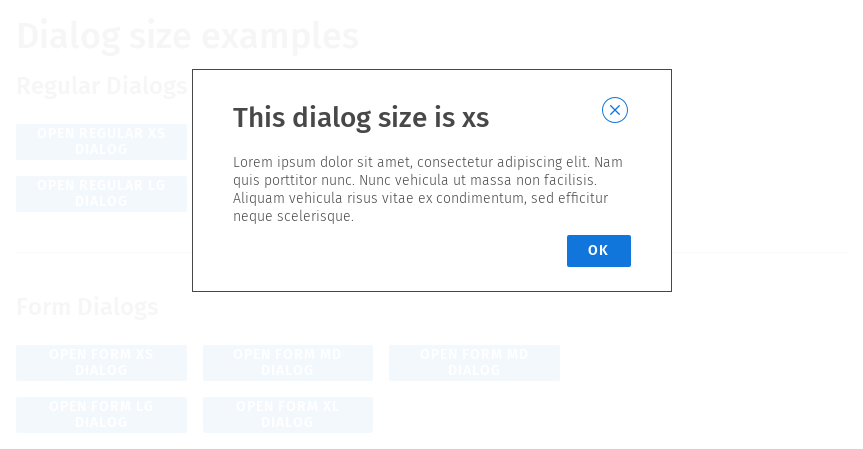 Dialog size examples
Regular Dialogs
OPEN REGULAR XS
DIALOG
OPEN REGULAR LG
DIALOG
This dialog size is xs
Lorem ipsum dolor sit amet, consectetur adipiscing elit. Nam
quis porttitor nunc. Nunc vehicula ut massa non facilisis.
Aliquam vehicula risus vitae ex condimentum, sed efficitur
neque scelerisque.
OK
Form Dialogs
OPEN FORM XS
DIALOG
OPEN FORM MD
DIALOG
OPEN FORM MD
DIALOG
OPEN FORM LG
DIALOG
OPEN FORM XL
DIALOG